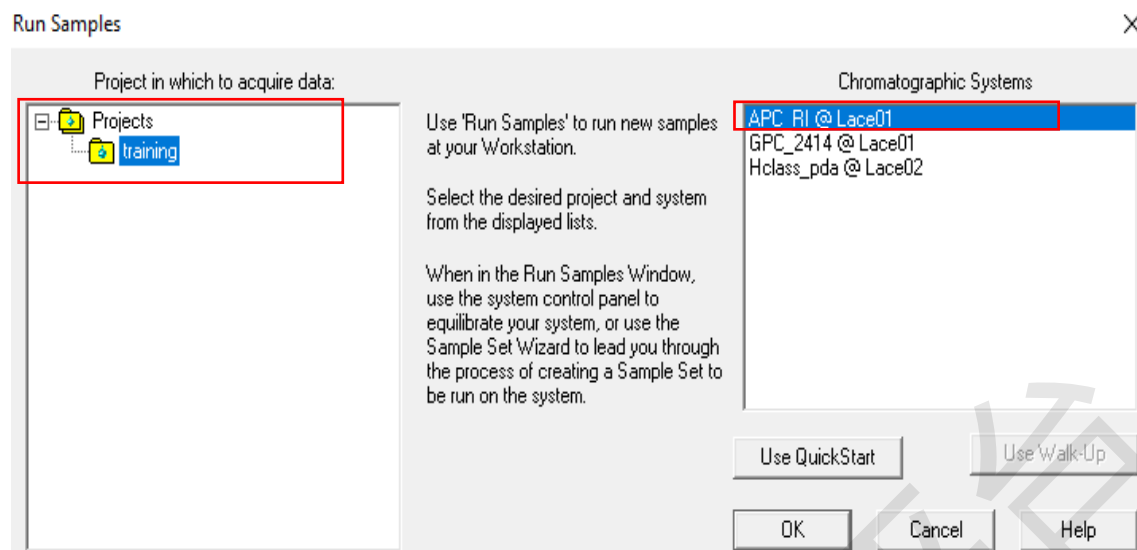 Run Samples
Project in which to acquire data:
Projects
training
Use 'Run Samples' to run new samples
at your Workstation.
Select the desired project and system
from the displayed lists.
When in the Run Samples Window,
use the system control panel to
equilibrate your system, or use the
Sample Set Wizard to lead you through
the process of creating a Sample Set to
be run on the system.
Chromatographic Systems
APC_RI @ Lace01
GPC_2414 @ Lace01
Hclass_pda @ Lace02
Use QuickStart
Use Walk-Up
OK
Cancel
Help